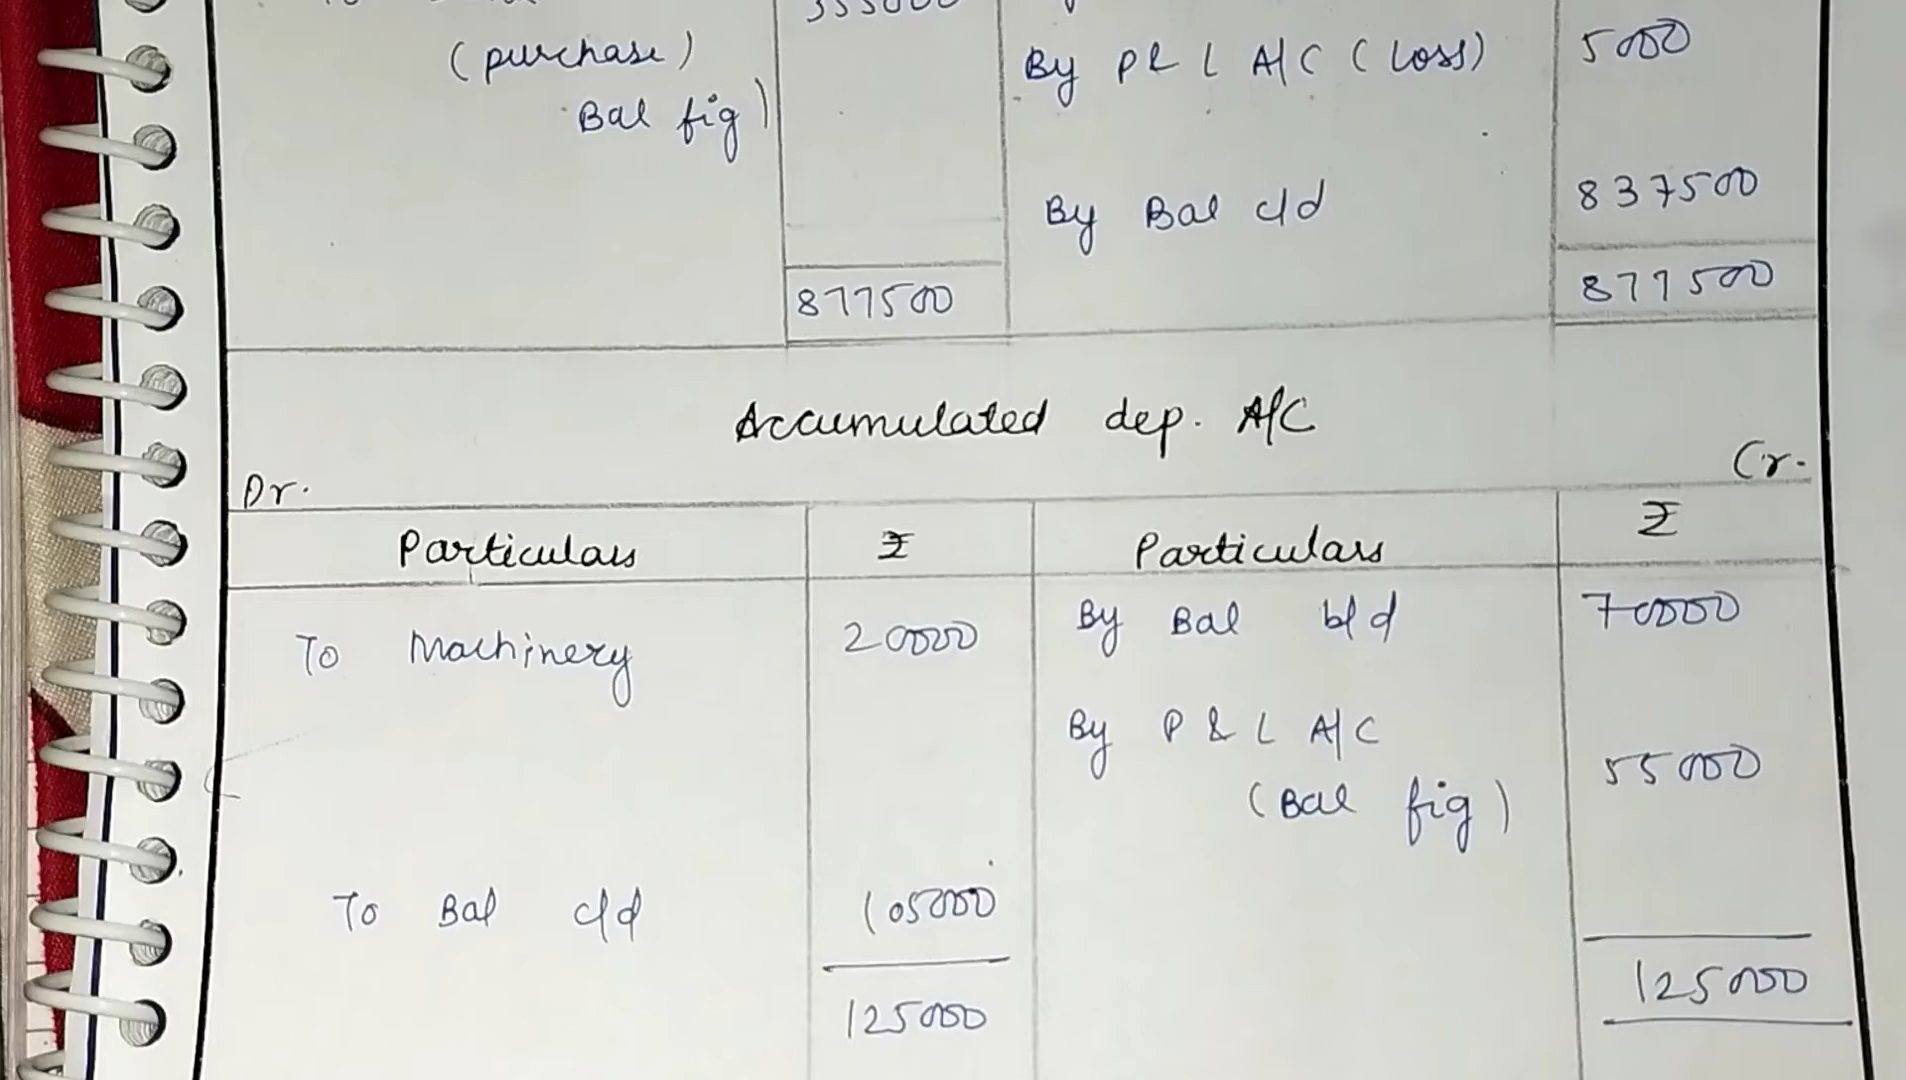 355000
(purchase)
Bal fig)
By P & L A/C (Loss) 5000
By Bal c/d 837500
877500 877500
Accumulated dep. A/C
Dr. Cr.
Particulars ₹ Particulars ₹
To Machinery 20000 By Bal b/d 70000
By P & L A/C
(Bal fig) 55000
To Bal c/d 105000
125000 125000